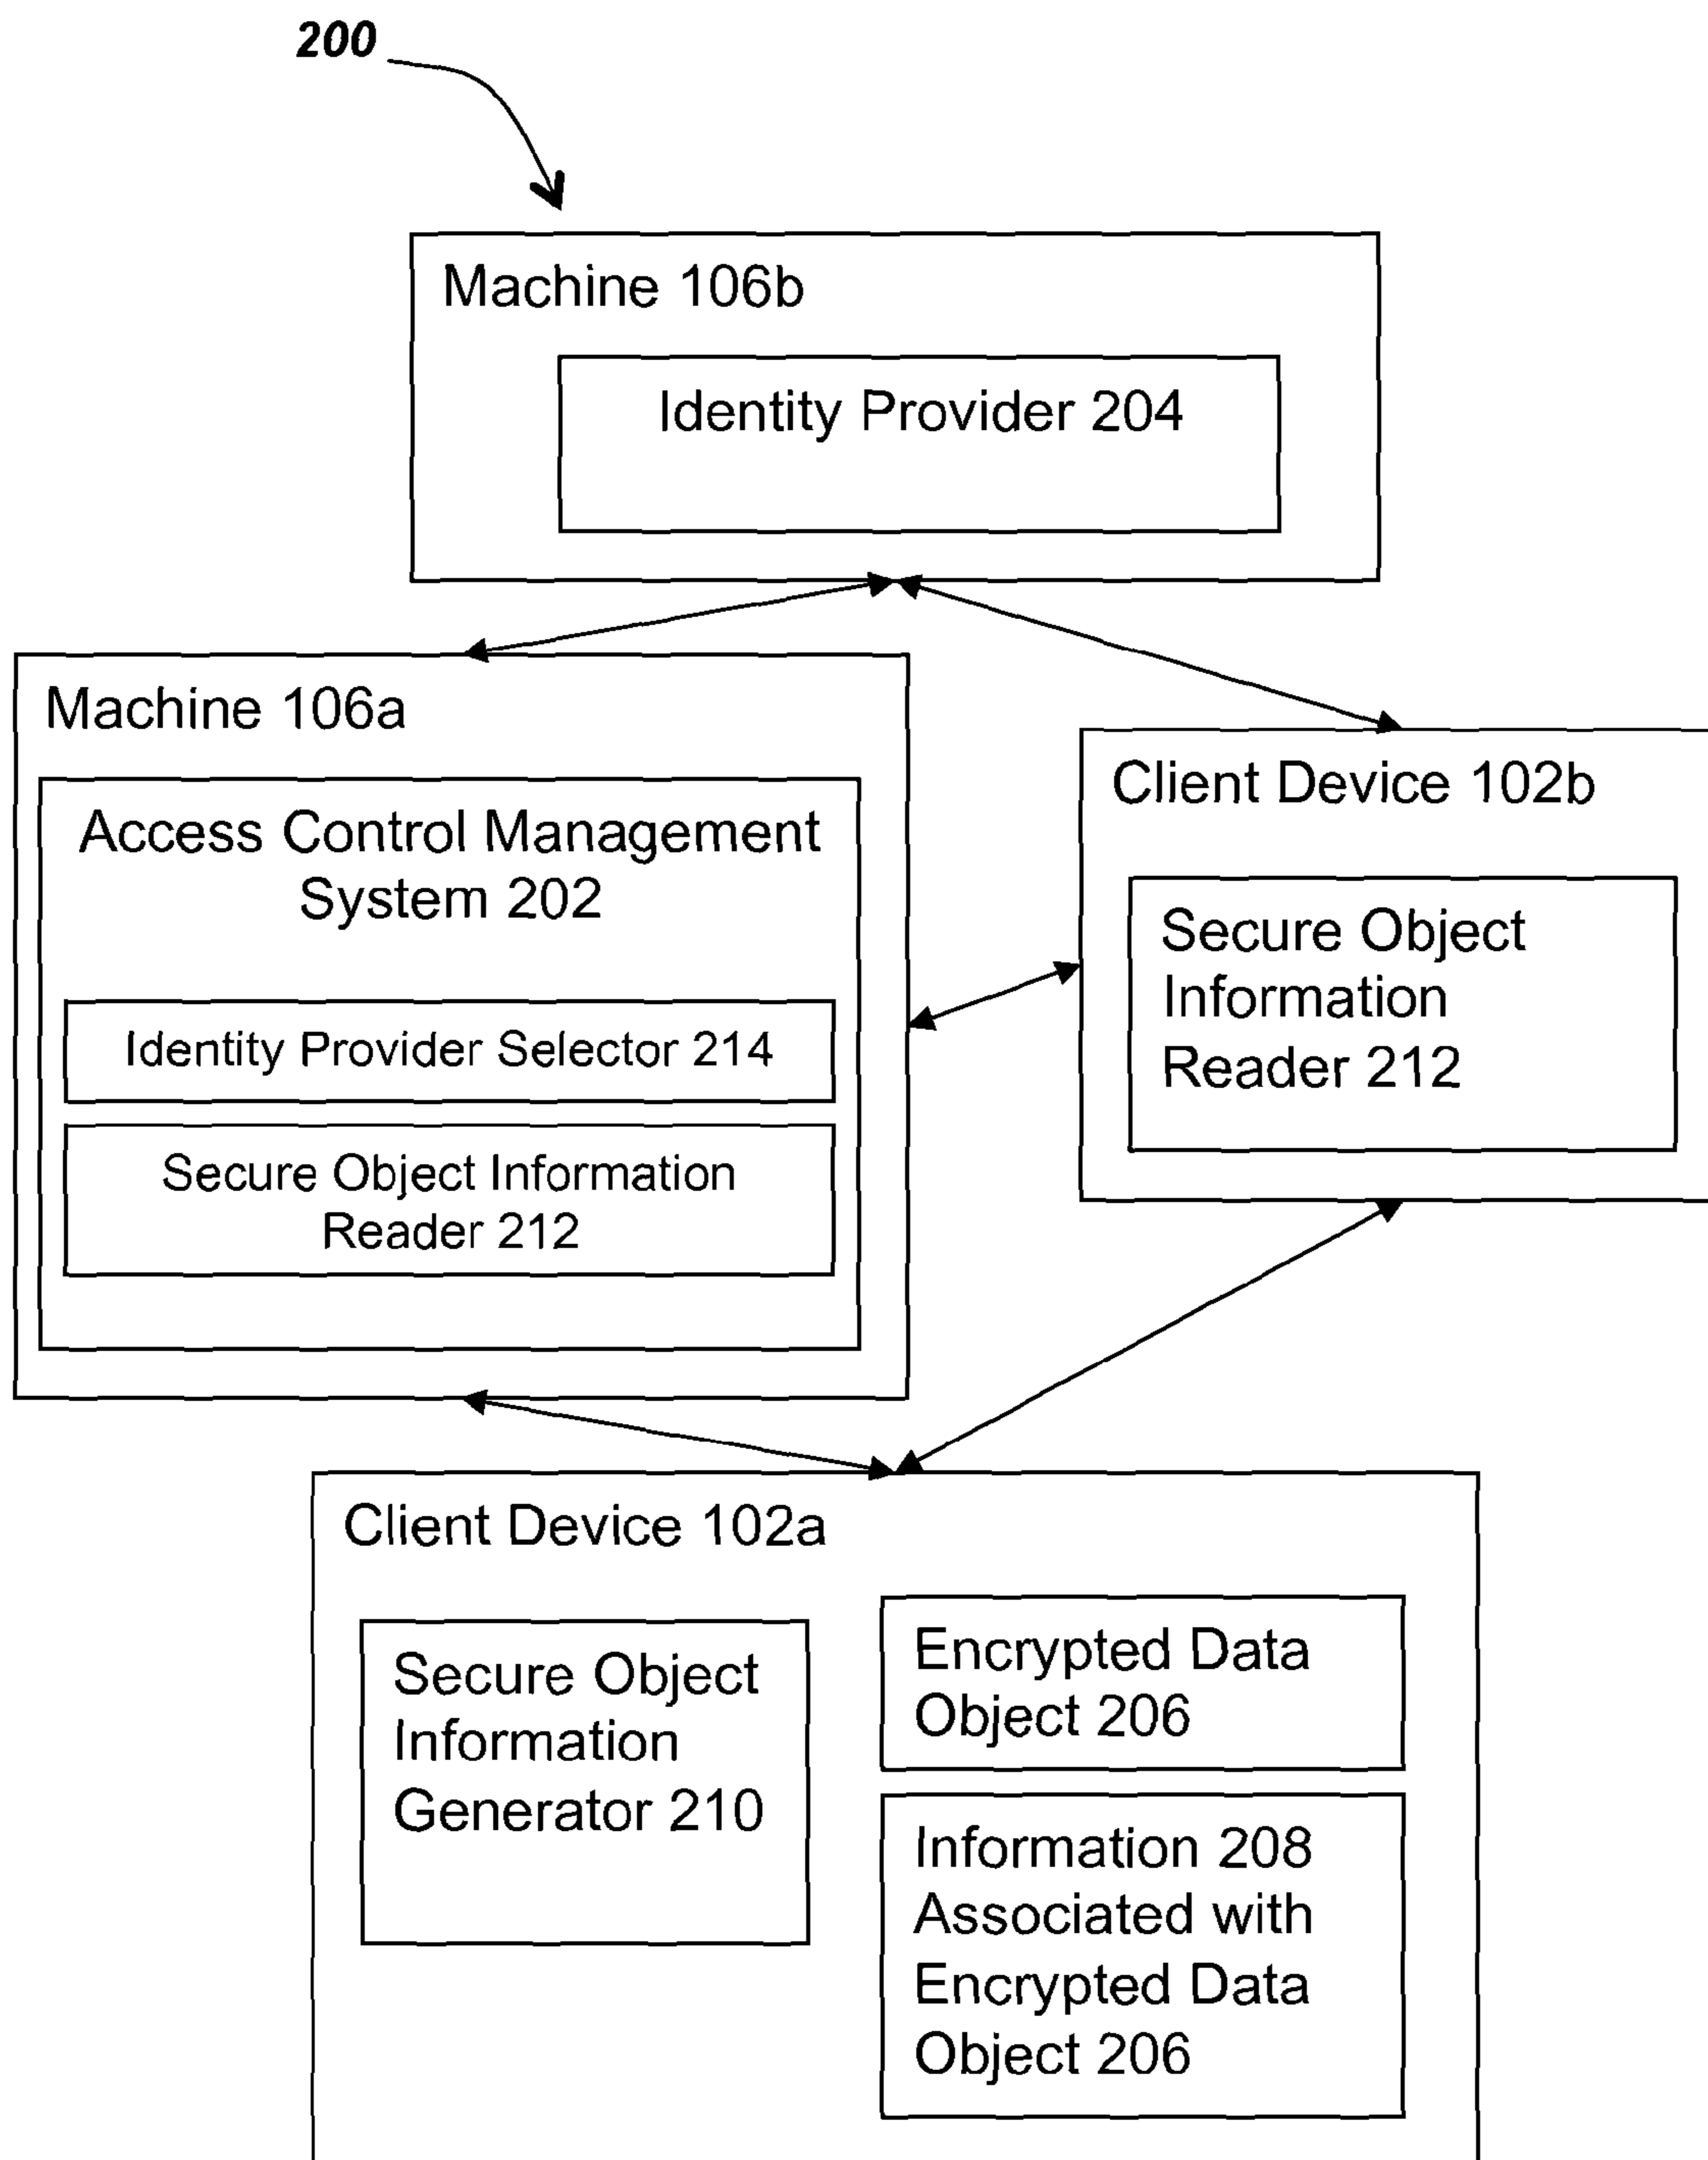 200
Machine 106b
Identity Provider 204
Machine 106a
Access Control Management
System 202
Identity Provider Selector 214
Secure Object Information
Reader 212
Client Device 102b
Secure Object
Information
Reader 212
Client Device 102a
Secure Object
Information
Generator 210
Encrypted Data
Object 206
Information 208
Associated with
Encrypted Data
Object 206